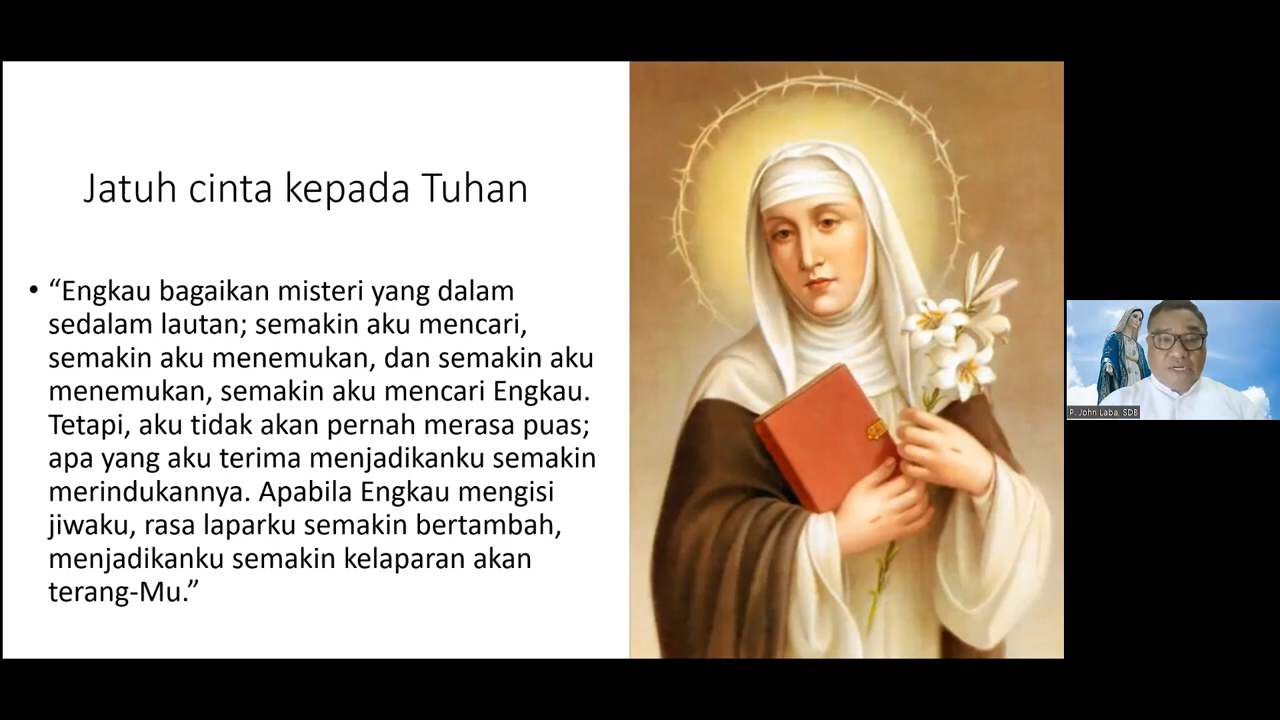 Jatuh cinta kepada Tuhan
• “Engkau bagaikan misteri yang dalam
sedalam lautan; semakin aku mencari,
semakin aku menemukan, dan semakin aku
menemukan, semakin aku mencari Engkau.
Tetapi, aku tidak akan pernah merasa puas;
apa yang aku terima menjadikanku semakin
merindukannya. Apabila Engkau mengisi
jiwaku, rasa laparku semakin bertambah,
menjadikanku semakin kelaparan akan
terang-Mu.”
P. John Laba, SDB